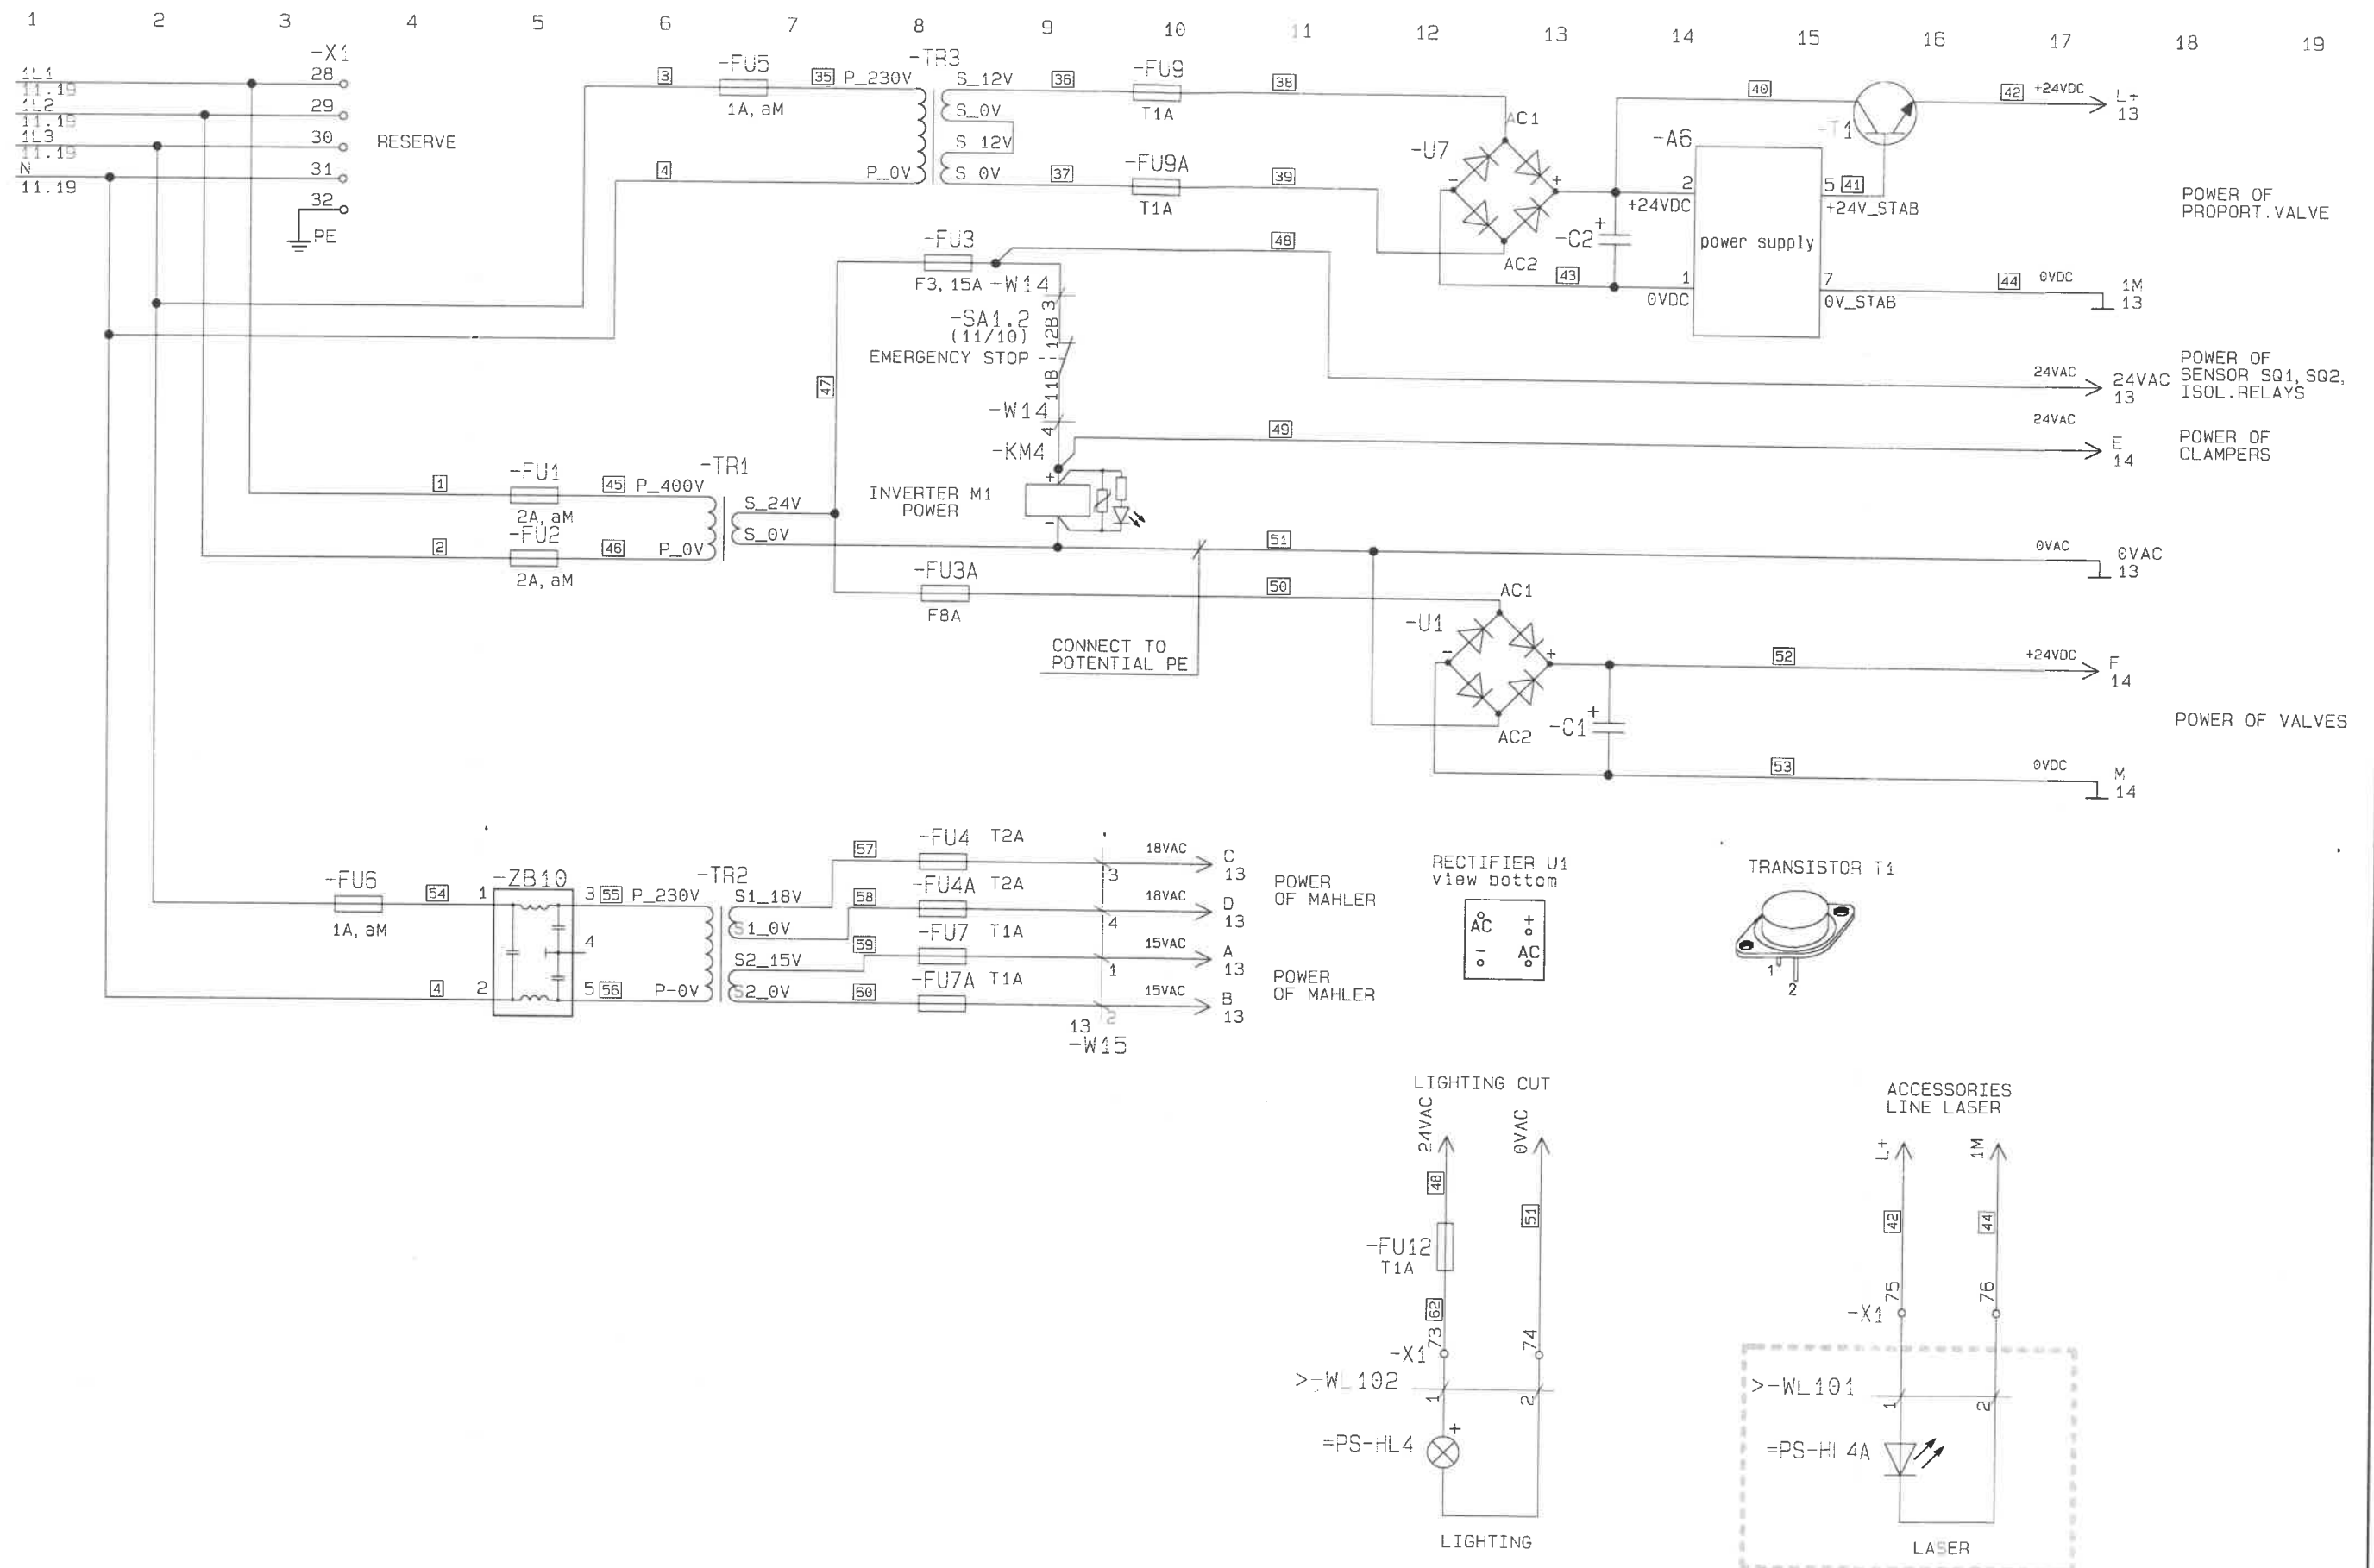 1 2 3 4 5 6 7 8 9 10 11 12 13 14 15 16 17 18 19
-X1
1L1
11.19
28
1L2
11.19
29
1L3
11.19
30
N
11.19
31
RESERVE
32
PE
3
-FU5
1A, aM
35 P_230V
-TR3
S_12V
36
-FU9
T1A
38
S_0V
S 12V
4
P_0V
S 0V
37
-FU9A
T1A
39
-U7
AC1
-
+
AC2
40
-T1
42 +24VDC
L+
13
-A6
2
+24VDC
5 41
+24V_STAB
power supply
+
-C2
43
1
0VDC
7
0V_STAB
44 0VDC
1M
13
POWER OF
PROPORT.VALVE
-FU3
F3,15A
-W14
3
48
-SA1.2
(11/10)
12B
EMERGENCY STOP
11B
-W14
4
47
24VAC
24VAC
13
POWER OF
SENSOR SQ1, SQ2,
ISOL.RELAYS
-KM4
49
24VAC
E
14
POWER OF
CLAMPERS
1
-FU1
2A, aM
45 P_400V
-TR1
S_24V
INVERTER M1
POWER
+
-
2
-FU2
2A, aM
46 P_0V
S_0V
51
0VAC
0VAC
13
-FU3A
F8A
50
CONNECT TO
POTENTIAL PE
-U1
AC1
-
+
AC2
52
+24VDC
F
14
+
-C1
POWER OF VALVES
53
0VDC
M
14
-FU6
1A, aM
54
-ZB10
1
3 55 P_230V
4
4
2
5 56 P-0V
-TR2
S1_18V
S1_0V
S2_15V
S2_0V
57
-FU4 T2A
3
18VAC
C
13
58
-FU4A T2A
4
18VAC
D
13
POWER
OF MAHLER
59
-FU7 T1A
1
15VAC
A
13
60
-FU7A T1A
2
15VAC
B
13
POWER
OF MAHLER
13
-W15
RECTIFIER U1
view bottom
AC +
- AC
TRANSISTOR T1
1
2
LIGHTING CUT
24VAC
0VAC
48
51
-FU12
T1A
62
73
74
-X1
>-WL102
1
2
=PS-HL4
+
LIGHTING
ACCESSORIES
LINE LASER
L+
1M
42
44
75
76
-X1
>-WL101
1
2
=PS-HL4A
LASER